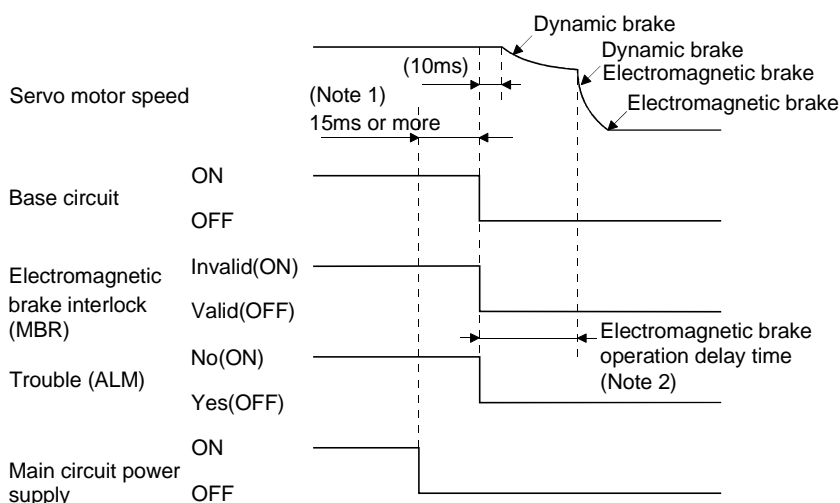 Dynamic brake
Dynamic brake
Electromagnetic brake
Electromagnetic brake
(10ms)
Servo motor speed
(Note 1)
15ms or more
Base circuit
ON
OFF
Electromagnetic
brake interlock
(MBR)
Invalid(ON)
Valid(OFF)
Electromagnetic brake
operation delay time
(Note 2)
Trouble (ALM)
No(ON)
Yes(OFF)
Main circuit power
supply
ON
OFF